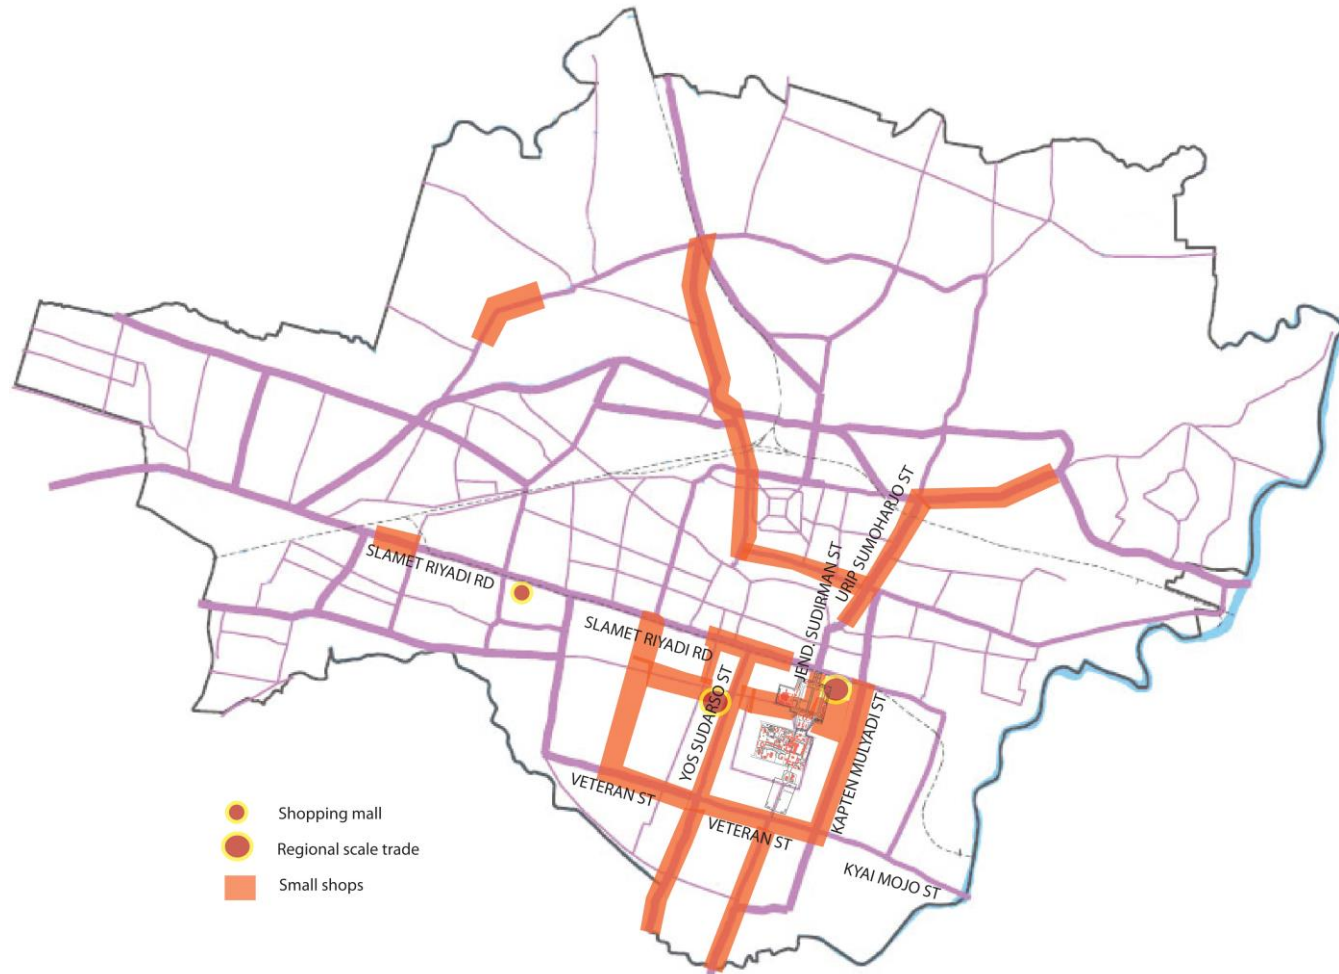 JEND. SUDIRMAN ST
URIP SUMOHARJO ST
SLAMET RIYADI RD
SLAMET RIYADI RD
YOS SUDARSO ST
KAPTEN MULYADI ST
VETERAN ST
VETERAN ST
KYAI MOJO ST
Shopping mall
Regional scale trade
Small shops